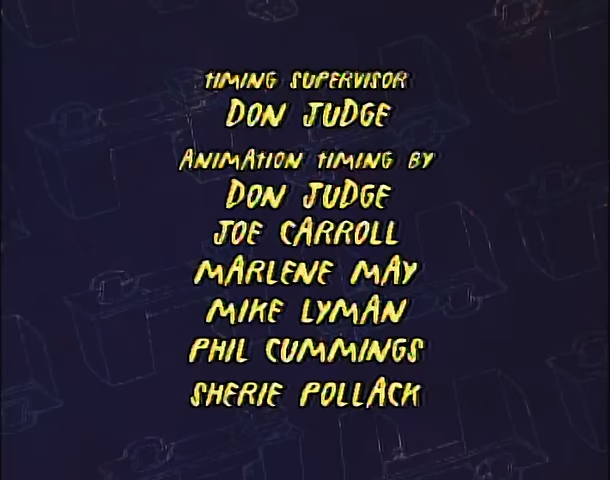 TIMING SUPERVISOR
DON JUDGE
ANIMATION TIMING BY
DON JUDGE
JOE CARROLL
MARLENE MAY
MIKE LYMAN
PHIL CUMMINGS
SHERIE POLLACK